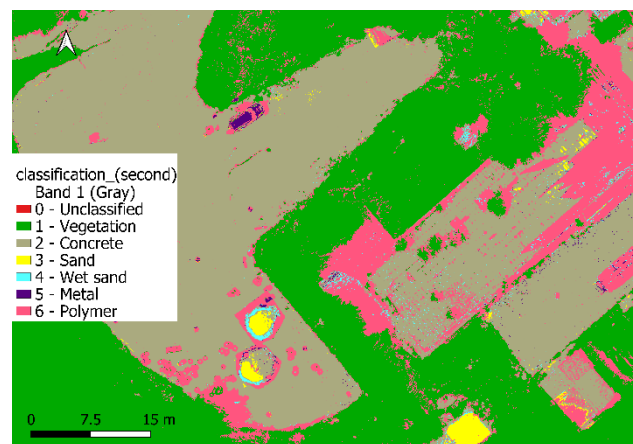 classification_(second)
Band 1 (Gray)
0 - Unclassified
1 - Vegetation
2 - Concrete
3 - Sand
4 - Wet sand
5 - Metal
6 - Polymer
0 7.5 15 m